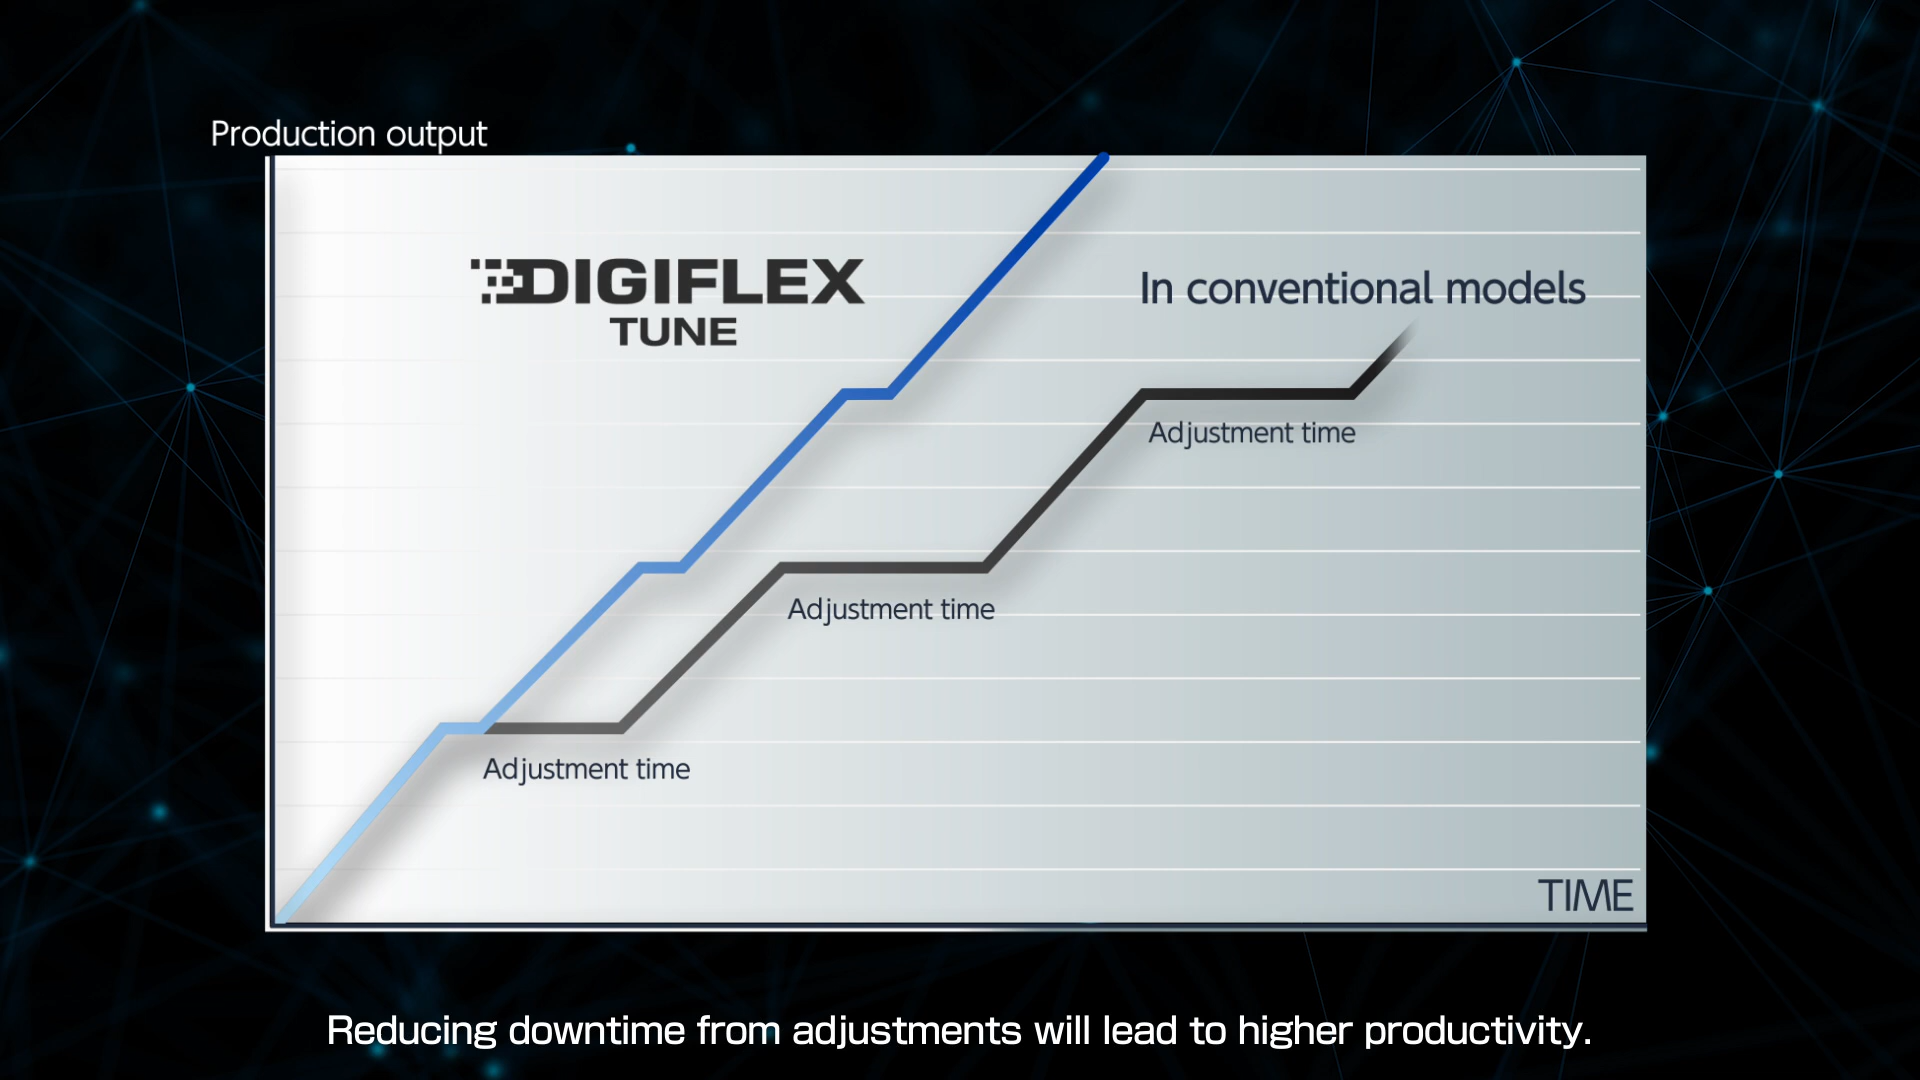 Production output
DIGIFLEX
TUNE
In conventional models
Adjustment time
Adjustment time
Adjustment time
TIME
Reducing downtime from adjustments will lead to higher productivity.